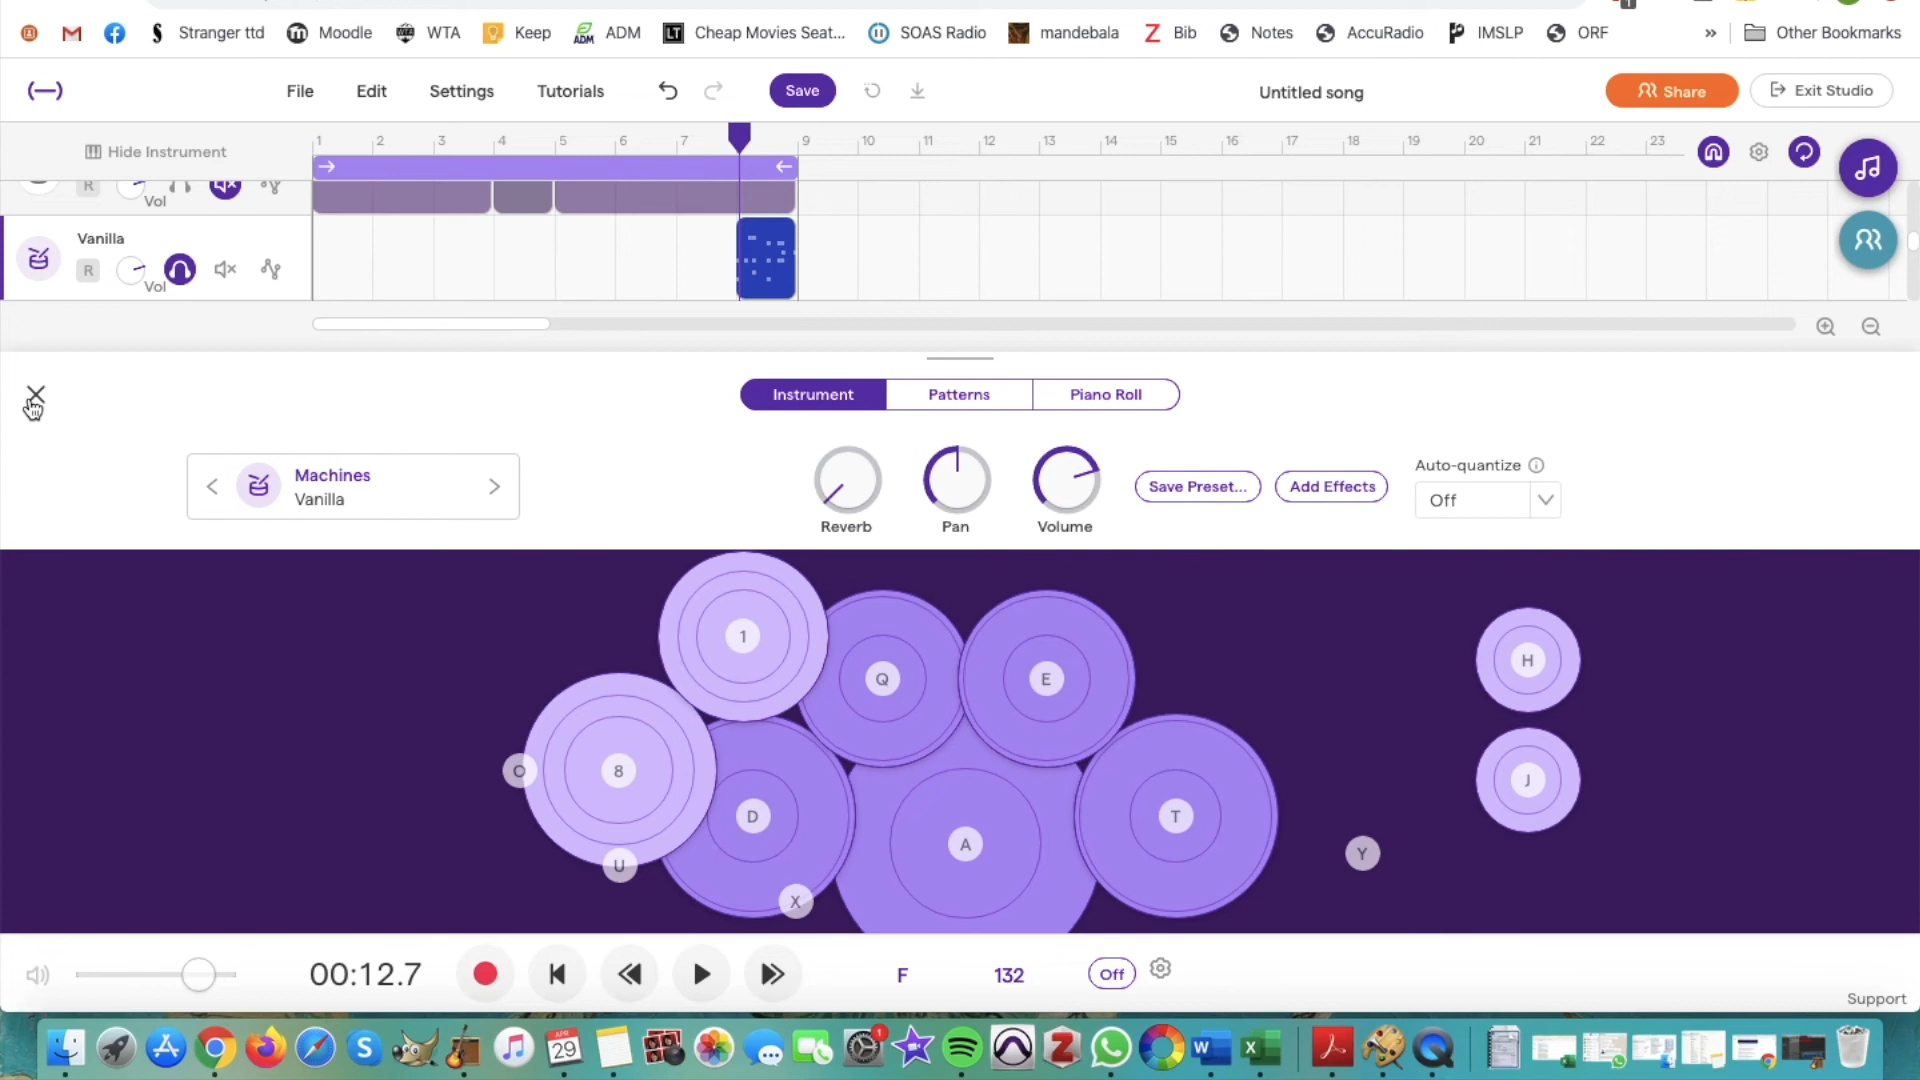 Stranger ttd Moodle WTA Keep ADM Cheap Movies Seat... SOAS Radio mandebala Bib Notes AccuRadio IMSLP ORF » Other Bookmarks
File Edit Settings Tutorials Save Untitled song Share Exit Studio
Hide Instrument 1 2 3 4 5 6 7 9 10 11 12 13 14 15 16 17 18 19 20 21 22 23
R Vol
Vanilla
R Vol
Instrument Patterns Piano Roll
Machines
Vanilla
Reverb Pan Volume Save Preset... Add Effects
Auto-quantize
Off
1 Q E H
O 8 D A T J
U X Y
00:12.7 F 132 Off
Support
APR
29
1